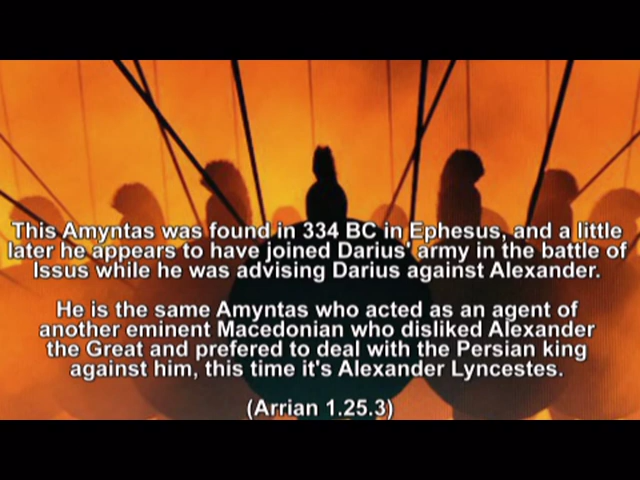 This Amyntas was found in 334 BC in Ephesus, and a little
later he appears to have joined Darius' army in the battle of
Issus while he was advising Darius against Alexander.
He is the same Amyntas who acted as an agent of
another eminent Macedonian who disliked Alexander
the Great and prefered to deal with the Persian king
against him, this time it's Alexander Lyncestes.
(Arrian 1.25.3)